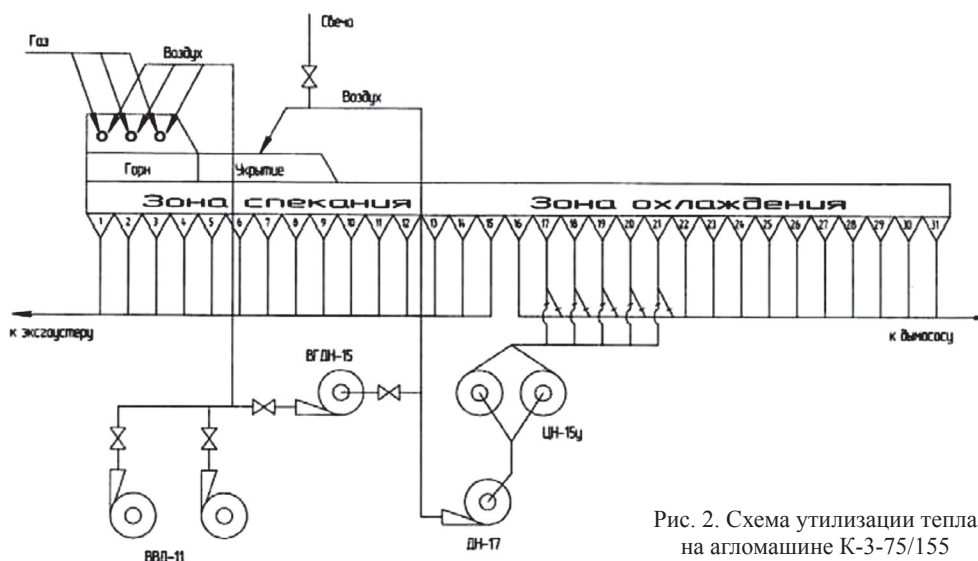 Свеча
Газ
Воздух
Воздух
Горн
Укрытие
Зона спекания
Зона охлаждения
1 2 3 4 5 6 7 8 9 10 11 12 13 14 15 16 17 18 19 20 21 22 23 24 25 26 27 28 29 30 31
к эксгаустеру
к дымососу
ВГДН-15
ЦН-15у
ВВД-11
ДН-17
Рис. 2. Схема утилизации тепла
на агломашине К-3-75/155